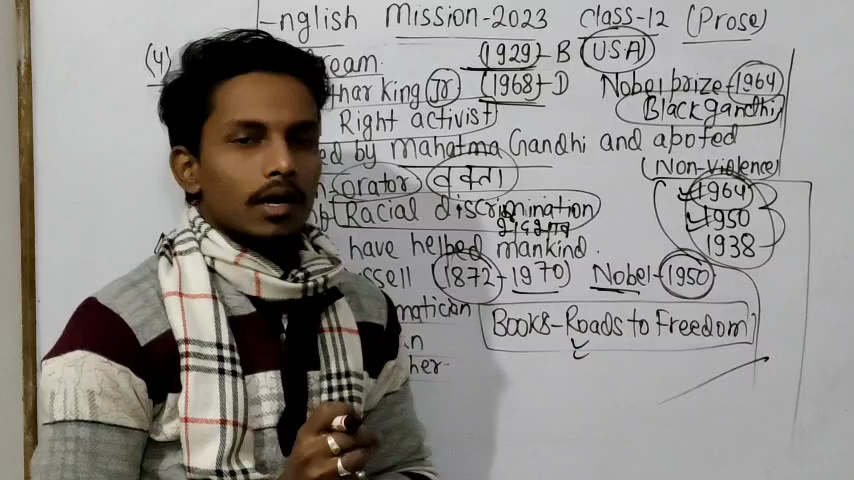 -nglish Mission-2023 Class-12 (Prose)
(4) ream. (1929)-B (USA)
thar king Jr (1968)-D Nobel prize-1964
Right activist Black gandhi
ed by Mahatma Gandhi and apoted
(Non-violence)
orator (वक्ता) 1964
Racial discrimination 1950
have helped mankind. 1938
ssell (1872-1970) Nobel-1950
matician Books-Roads to Freedom
n
her-